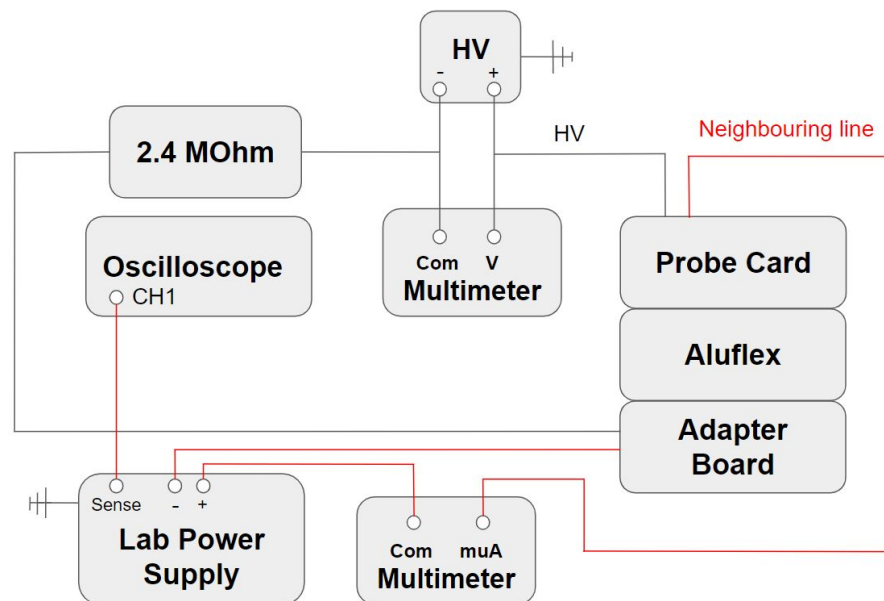 HV
- +
2.4 MOhm
HV
Neighbouring line
Oscilloscope
CH1
Com V
Multimeter
Probe Card
Aluflex
Adapter
Board
Sense - +
Lab Power
Supply
Com muA
Multimeter